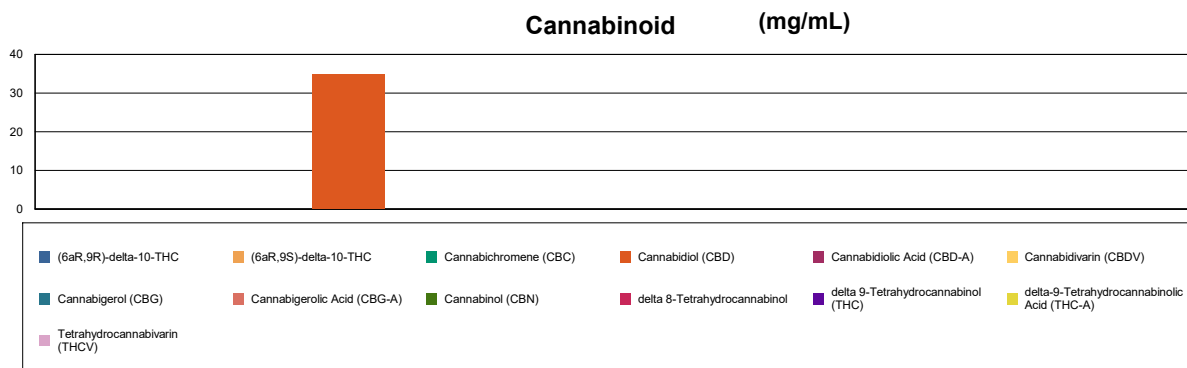 Cannabinoid (mg/mL)
40
30
20
10
0
(6aR,9R)-delta-10-THC
(6aR,9S)-delta-10-THC
Cannabichromene (CBC)
Cannabidiol (CBD)
Cannabidiolic Acid (CBD-A)
Cannabidivarin (CBDV)
Cannabigerol (CBG)
Cannabigerolic Acid (CBG-A)
Cannabinol (CBN)
delta 8-Tetrahydrocannabinol
delta 9-Tetrahydrocannabinol
(THC)
delta-9-Tetrahydrocannabinolic
Acid (THC-A)
Tetrahydrocannabivarin
(THCV)